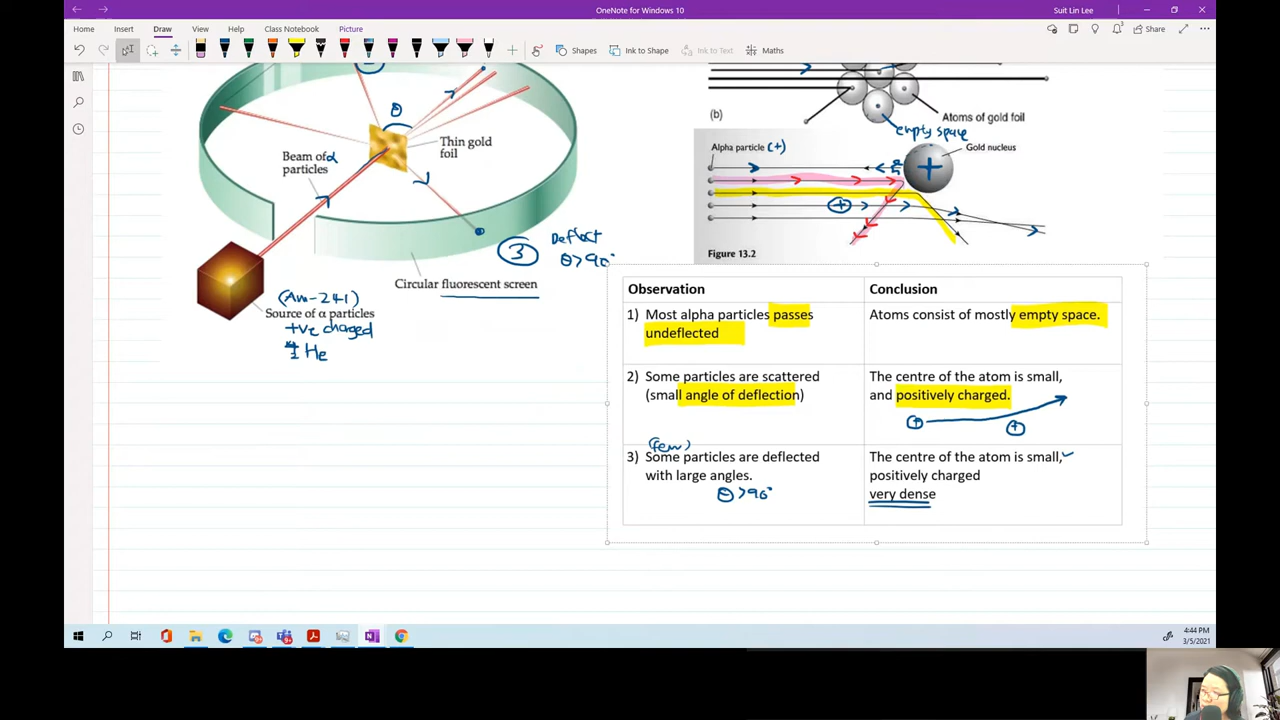 OneNote for Windows 10
Suit Lin Lee
Home Insert Draw View Help Class Notebook Picture
Share
Shapes
Ink to Shape
Ink to Text
Maths
θ
Thin gold
foil
Beam of α
particles
3
Deflect
θ>90°
Circular fluorescent screen
(Am-241)
Source of α particles
+ve charged
He
(b)
Atoms of gold foil
empty space
Alpha particle (+)
Gold nucleus
+
+
Figure 13.2
Observation Conclusion
1) Most alpha particles passes
undeflected
Atoms consist of mostly empty space.
2) Some particles are scattered
(small angle of deflection)
The centre of the atom is small,
and positively charged.
+
+
(few)
3) Some particles are deflected
with large angles.
θ>90°
The centre of the atom is small,
positively charged
very dense
4:44 PM
3/5/2021